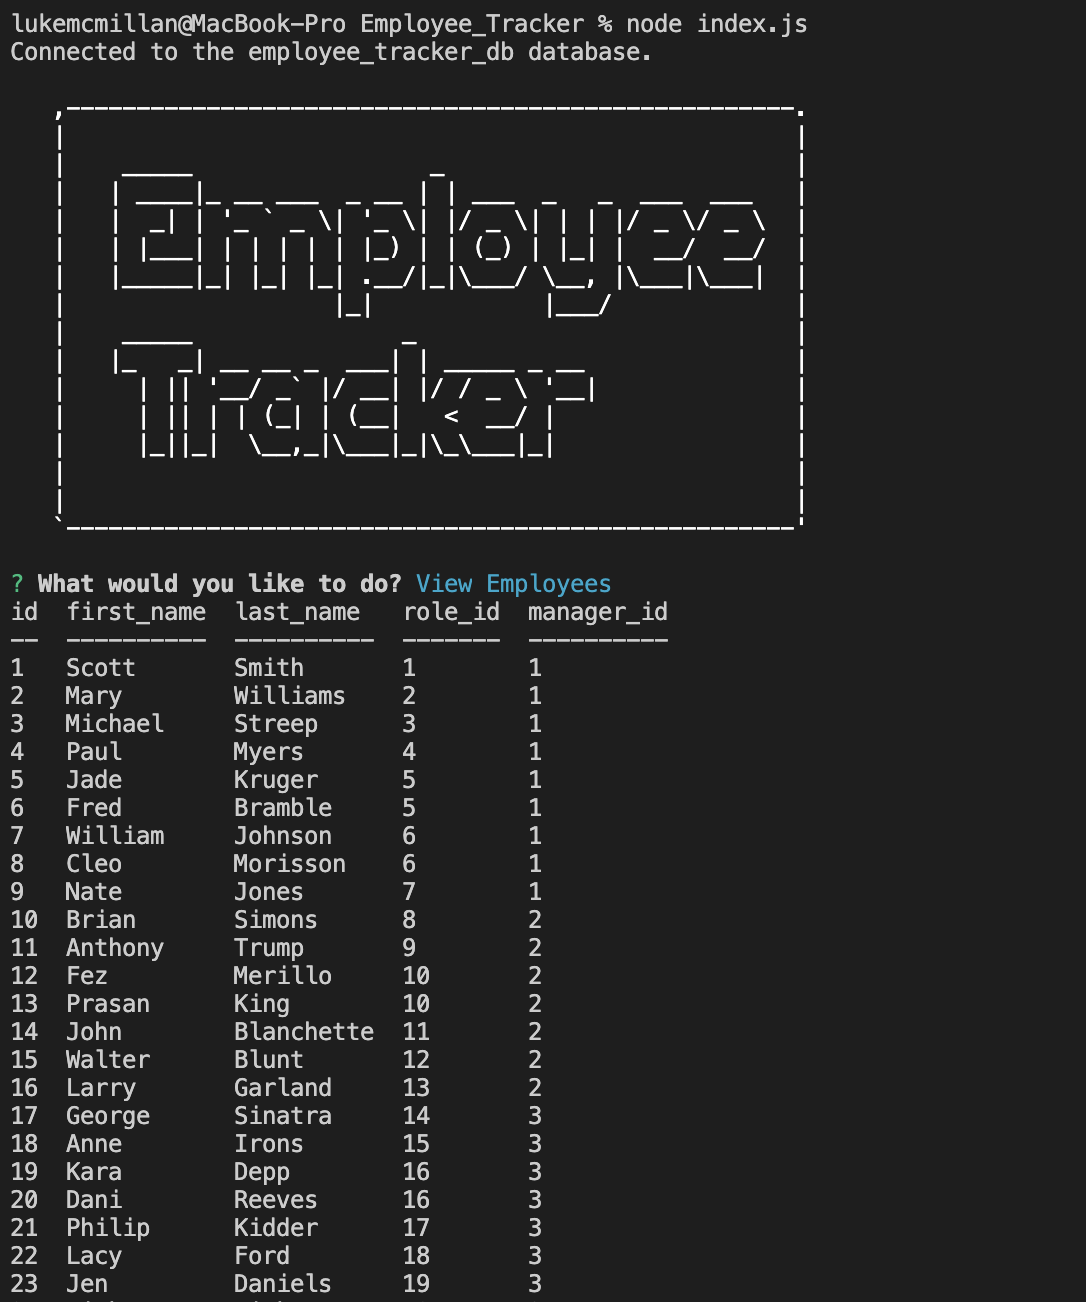 lukemcmillan@MacBook-Pro Employee_Tracker % node index.js
Connected to the employee_tracker_db database.
Employee
Tracker
? What would you like to do? View Employees
id  first_name  last_name   role_id  manager_id
--  ----------  ----------  -------  ----------
1   Scott       Smith       1        1
2   Mary        Williams    2        1
3   Michael     Streep      3        1
4   Paul        Myers       4        1
5   Jade        Kruger      5        1
6   Fred        Bramble     5        1
7   William     Johnson     6        1
8   Cleo        Morisson    6        1
9   Nate        Jones       7        1
10  Brian       Simons      8        2
11  Anthony     Trump       9        2
12  Fez         Merillo     10       2
13  Prasan      King        10       2
14  John        Blanchette  11       2
15  Walter      Blunt       12       2
16  Larry       Garland     13       2
17  George      Sinatra     14       3
18  Anne        Irons       15       3
19  Kara        Depp        16       3
20  Dani        Reeves      16       3
21  Philip      Kidder      17       3
22  Lacy        Ford        18       3
23  Jen         Daniels     19       3